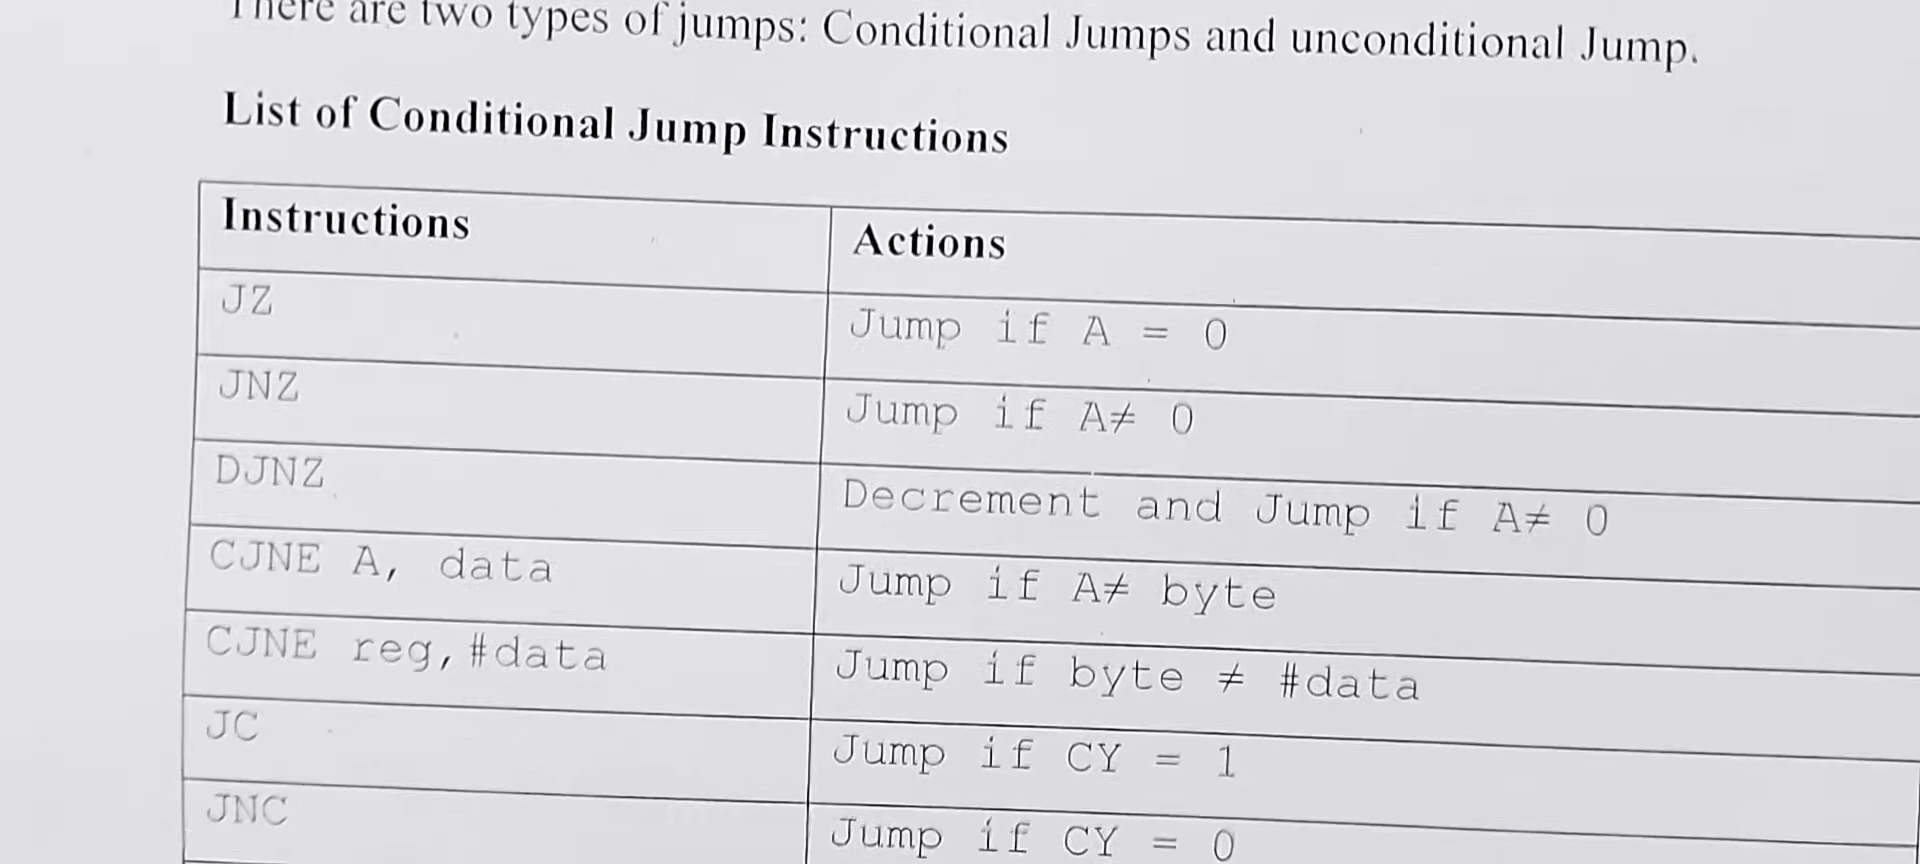 There are two types of jumps: Conditional Jumps and unconditional Jump.
List of Conditional Jump Instructions
Instructions Actions
JZ Jump if A = 0
JNZ Jump if A≠ 0
DJNZ Decrement and Jump if A≠ 0
CJNE A, data Jump if A≠ byte
CJNE reg,#data Jump if byte ≠ #data
JC Jump if CY = 1
JNC Jump if CY = 0